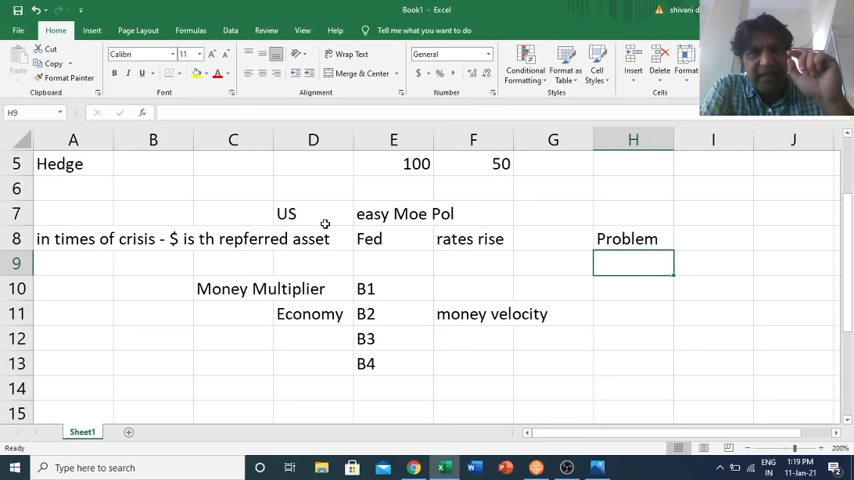 Book1 - Excel
shivani d
File Home Insert Page Layout Formulas Data Review View Help Tell me what you want to do
Cut
Copy
Format Painter
Paste
Clipboard
Calibri 11
B I U
Font
Wrap Text
Merge & Center
Alignment
General
$ % ,
Number
Conditional Formatting
Format as Table
Cell Styles
Styles
Insert Delete Format
Cells
H9
fx
A B C D E F G H I J
5 Hedge 100 50
6
7 US easy Moe Pol
8 in times of crisis - $ is th repferred asset Fed rates rise Problem
9
10 Money Multiplier B1
11 Economy B2 money velocity
12 B3
13 B4
14
15
Sheet1
Ready
200%
Type here to search
ENG
IN
1:19 PM
11-Jan-21
2